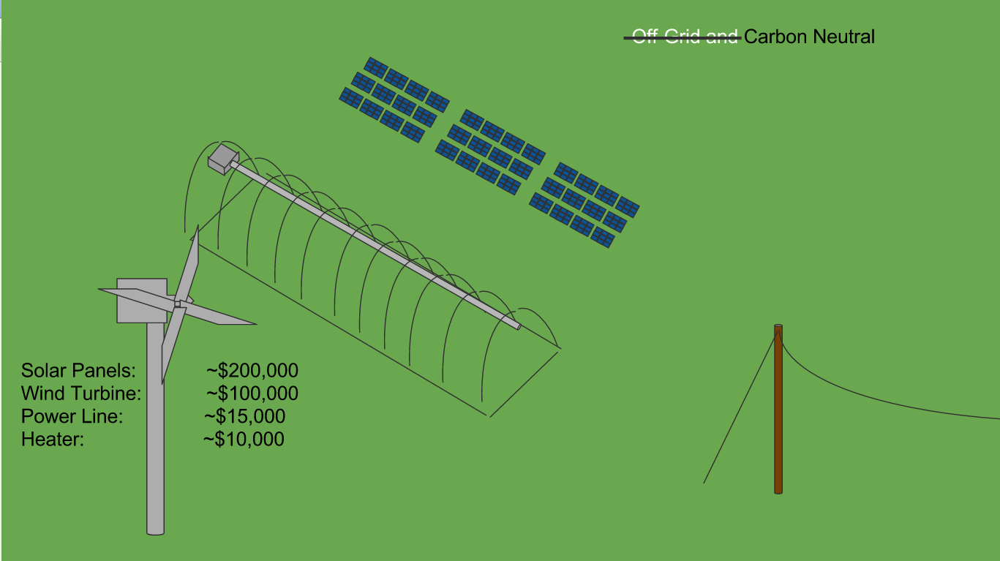 Off Grid and Carbon Neutral
Solar Panels: ~$200,000
Wind Turbine: ~$100,000
Power Line: ~$15,000
Heater: ~$10,000